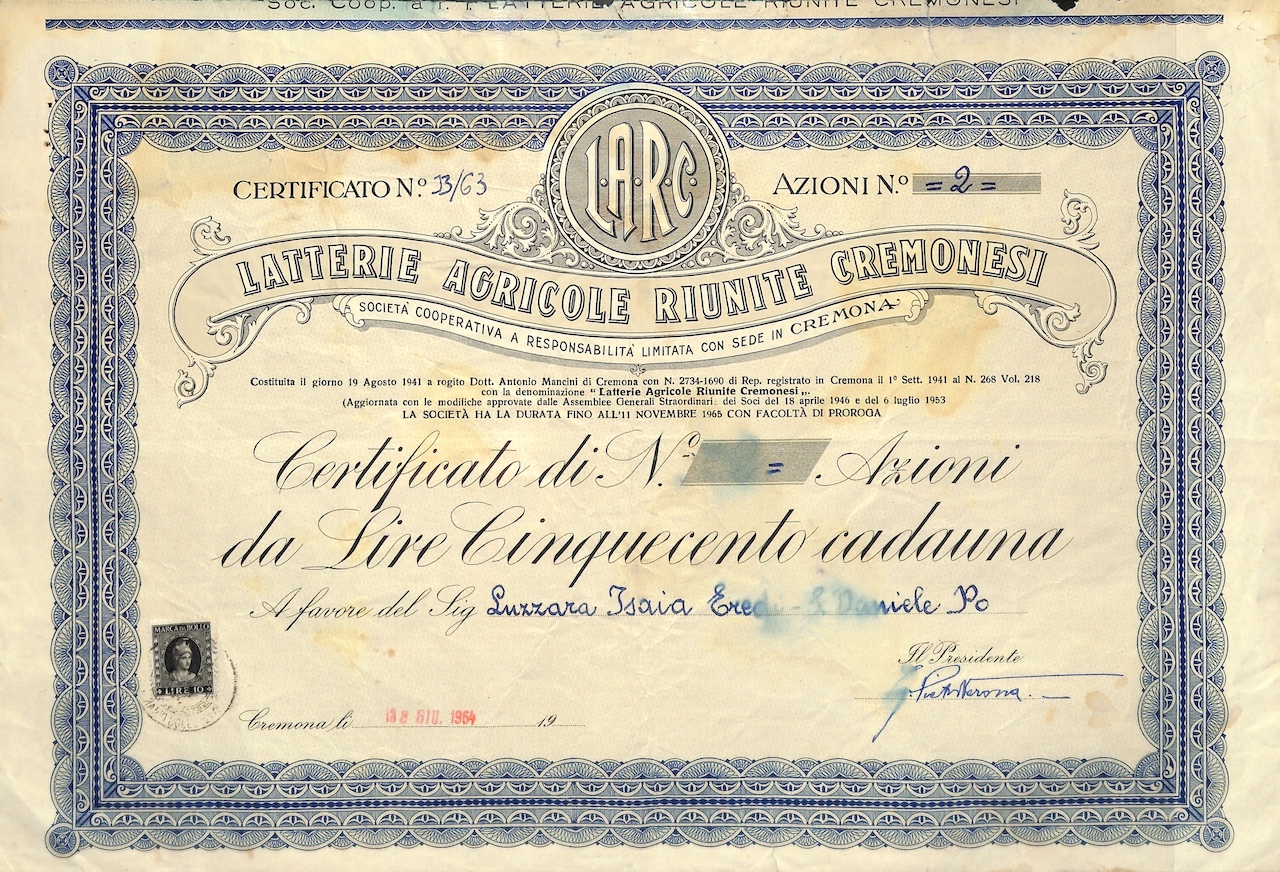 Soc. Coop. a r. l. LATTERIE AGRICOLE RIUNITE CREMONESI
L.A.R.C.
CERTIFICATO N.º B/63
AZIONI N.º = 2 =
LATTERIE AGRICOLE RIUNITE CREMONESI
SOCIETÀ COOPERATIVA A RESPONSABILITÀ LIMITATA CON SEDE IN CREMONA
Costituita il giorno 19 Agosto 1941 a rogito Dott. Antonio Mancini di Cremona con N. 2734-1690 di Rep. registrato in Cremona il 1º Sett. 1941 al N. 268 Vol. 218
con la denominazione “ Latterie Agricole Riunite Cremonesi „.
(Aggiornata con le modifiche approvate dalle Assemblee Generali Straordinari: dei Soci del 18 aprile 1946 e del 6 luglio 1953
LA SOCIETÀ HA LA DURATA FINO ALL'11 NOVEMBRE 1965 CON FACOLTÀ DI PROROGA
Certificato di N.º = Azioni
da Lire Cinquecento cadauna
A favore del Sig Luzzara Isaia Eredi - S. Daniele Po
Il Presidente
MARCA DA BOLLO
LIRE 10
Cremona li 18 GIU. 1964 19